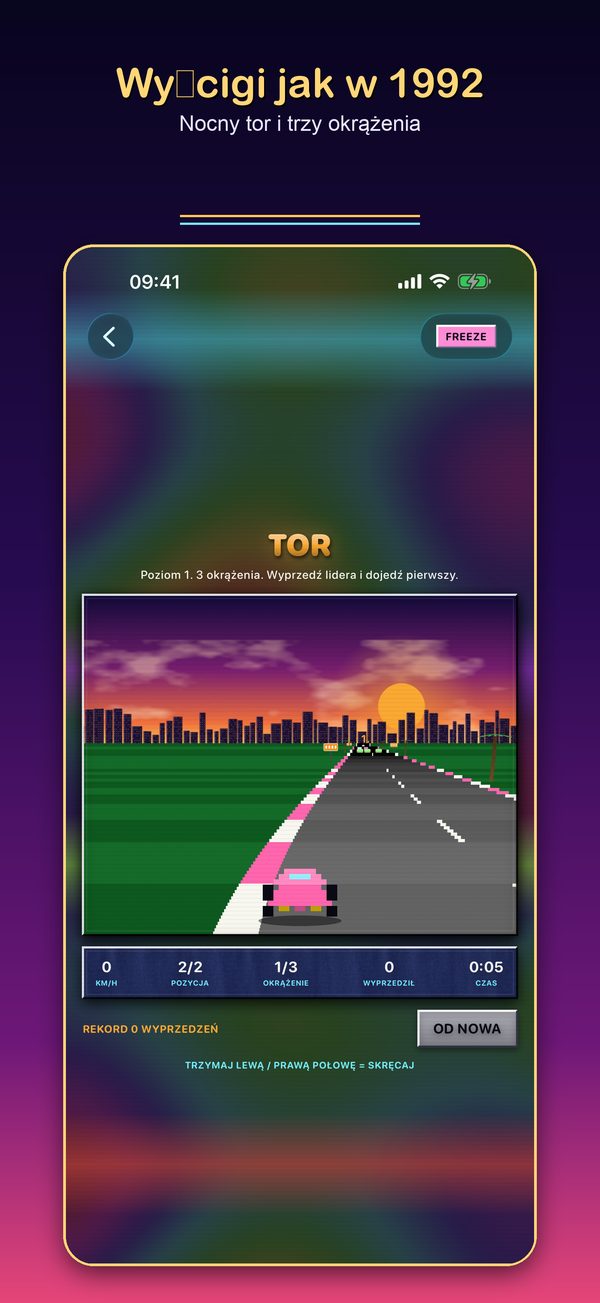 Wy□cigi jak w 1992
Nocny tor i trzy okrążenia
09:41
FREEZE
TOR
Poziom 1. 3 okrążenia. Wyprzedź lidera i dojedź pierwszy.
0 2/2 1/3 0 0:05
KM/H POZYCJA OKRĄŻENIE WYPRZEDZIŁ CZAS
REKORD 0 WYPRZEDZEŃ
OD NOWA
TRZYMAJ LEWĄ / PRAWĄ POŁOWĘ = SKRĘCAJ